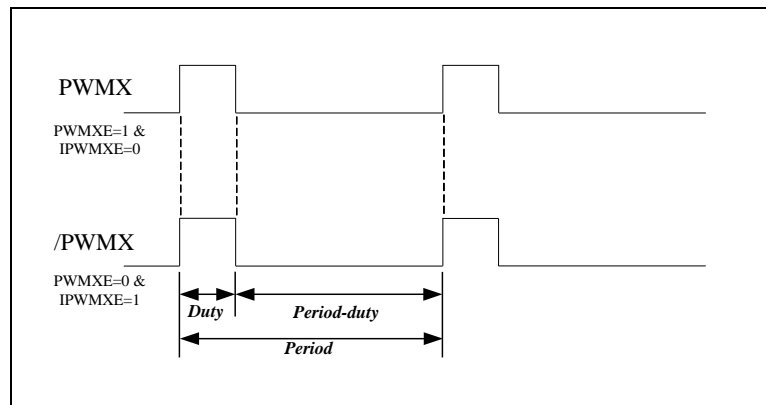 PWMX
PWMXE=1 &
IPWMXE=0
/PWMX
PWMXE=0 &
IPWMXE=1
Duty
Period-duty
Period